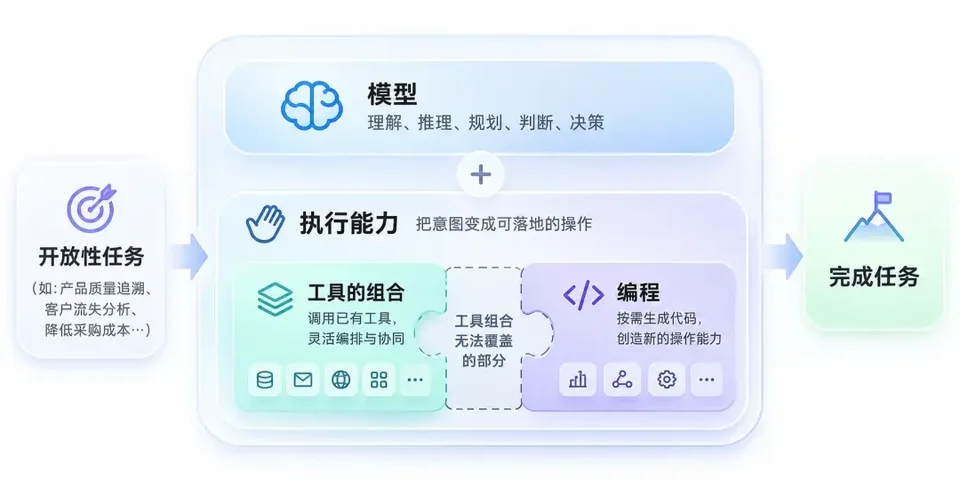 模型
理解、推理、规划、判断、决策
+
开放性任务
（如：产品质量追溯、
客户流失分析、
降低采购成本…）
执行能力 把意图变成可落地的操作
工具的组合
调用已有工具，
灵活编排与协同
工具组合
无法覆盖
的部分
</> 编程
按需生成代码，
创造新的操作能力
完成任务